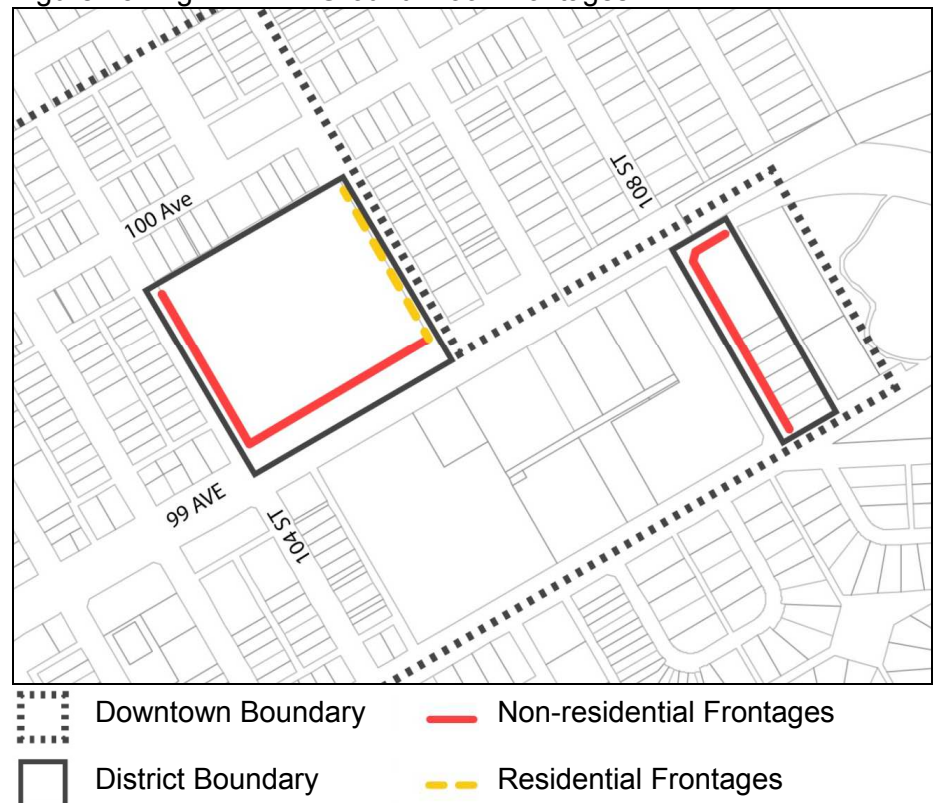 100 Ave
108 ST
99 AVE
104 ST
Downtown Boundary
Non-residential Frontages
District Boundary
Residential Frontages